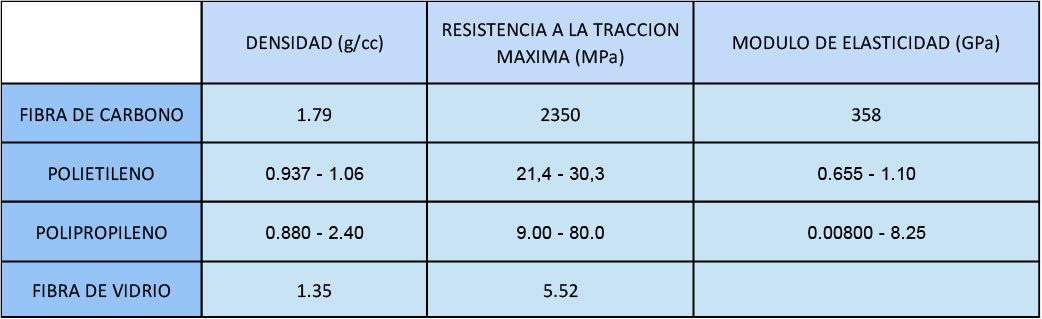 DENSIDAD (g/cc)
RESISTENCIA A LA TRACCION
MAXIMA (MPa)
MODULO DE ELASTICIDAD (GPa)
FIBRA DE CARBONO
1.79
2350
358
POLIETILENO
0.937 - 1.06
21,4 - 30,3
0.655 - 1.10
POLIPROPILENO
0.880 - 2.40
9.00 - 80.0
0.00800 - 8.25
FIBRA DE VIDRIO
1.35
5.52